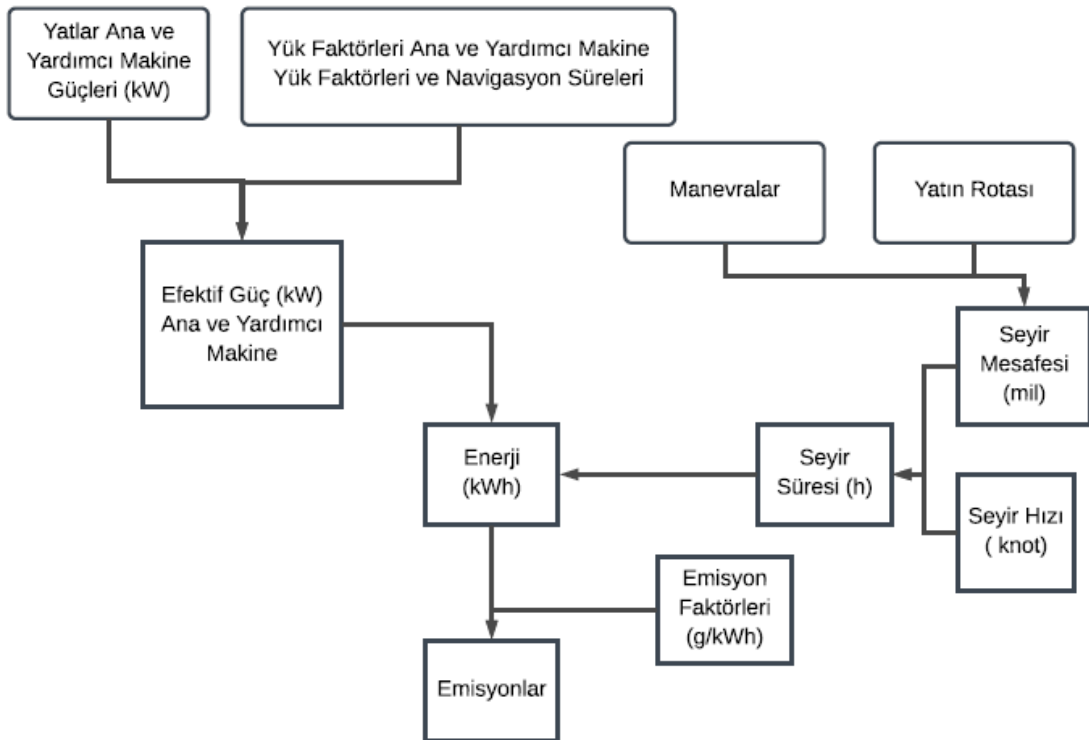 Yatlar Ana ve
Yardımcı Makine
Güçleri (kW)
Yük Faktörleri Ana ve Yardımcı Makine
Yük Faktörleri ve Navigasyon Süreleri
Manevralar
Yatın Rotası
Efektif Güç (kW)
Ana ve Yardımcı
Makine
Seyir
Mesafesi
(mil)
Enerji
(kWh)
Seyir
Süresi (h)
Seyir Hızı
( knot)
Emisyon
Faktörleri
(g/kWh)
Emisyonlar